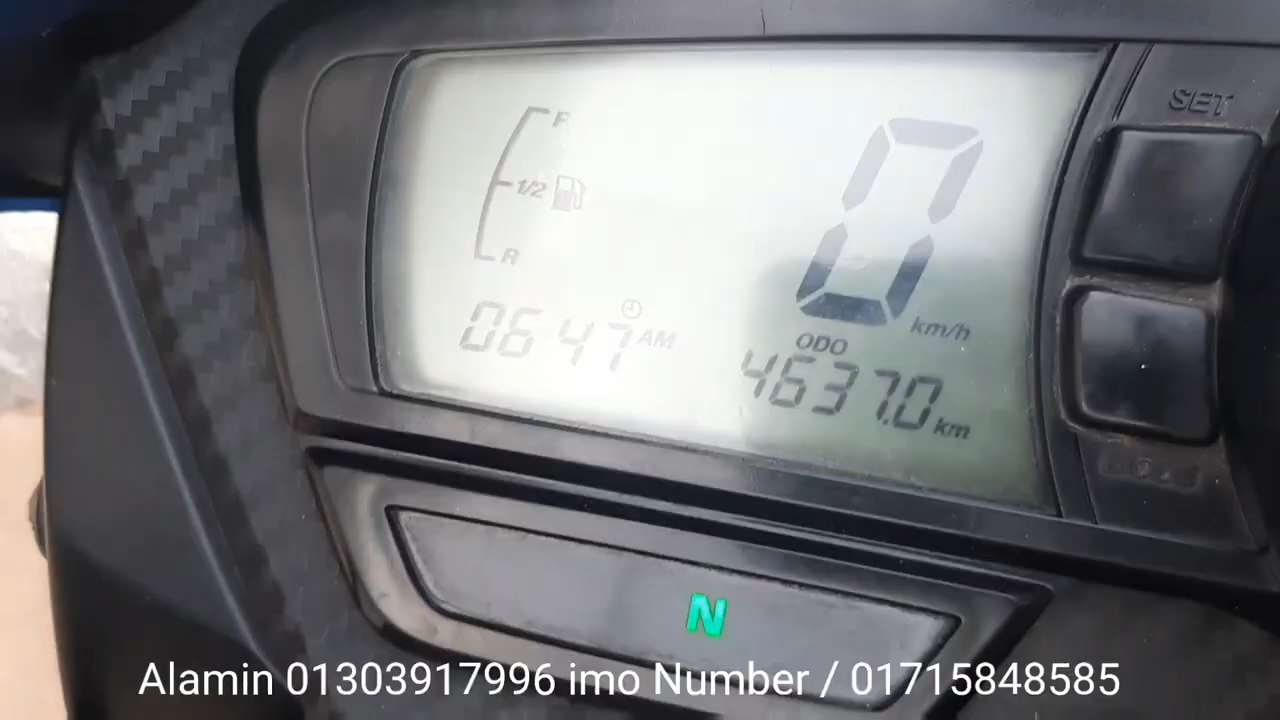 SET
F
1/2
R
0
km/h
06:47 AM
ODO
4637.0 km
N
Alamin 01303917996 imo Number / 01715848585